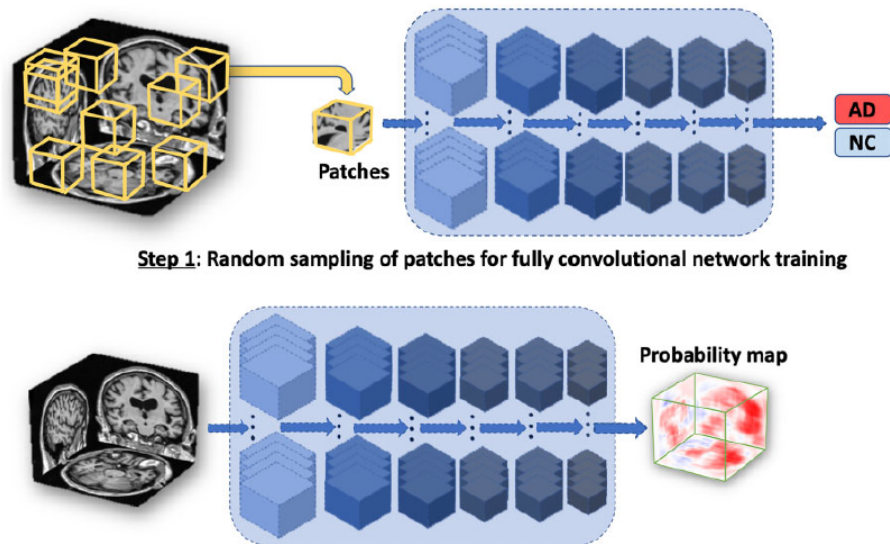 AD
NC
Patches
Step 1: Random sampling of patches for fully convolutional network training
Probability map